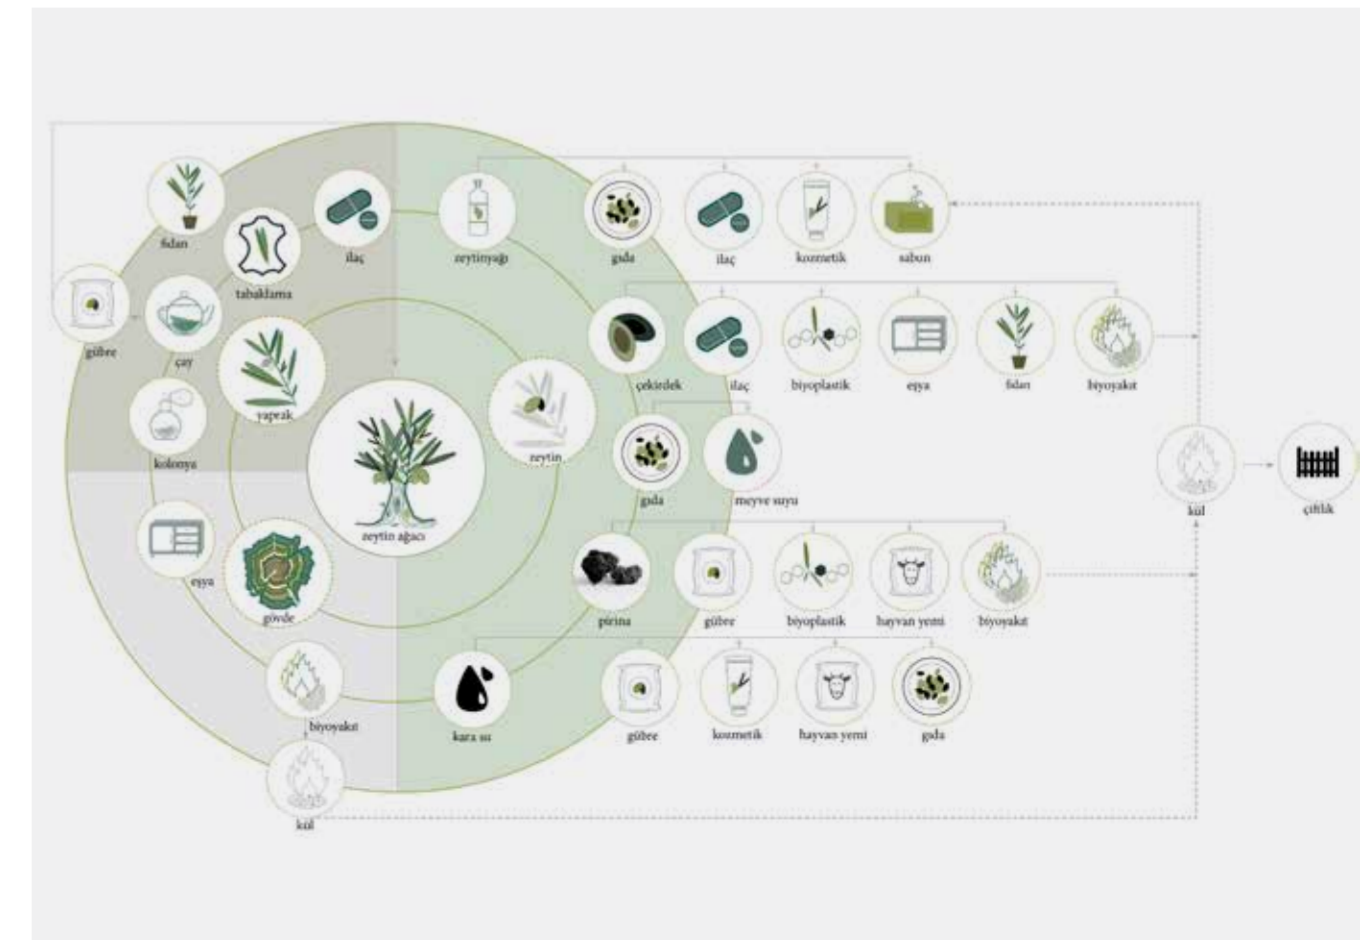 fidan
tabaklama
ilaç
gübre
çay
yaprak
kolonya
zeytin ağacı
eşya
gövde
biyoyakıt
kül
zeytin
zeytinyağı
gıda
ilaç
kozmetik
sabun
çekirdek
ilaç
biyoplastik
eşya
fidan
biyoyakıt
gıda
meyve suyu
pirina
gübre
biyoplastik
hayvan yemi
biyoyakıt
kara su
gübre
kozmetik
hayvan yemi
gıda
kül
çiftlik